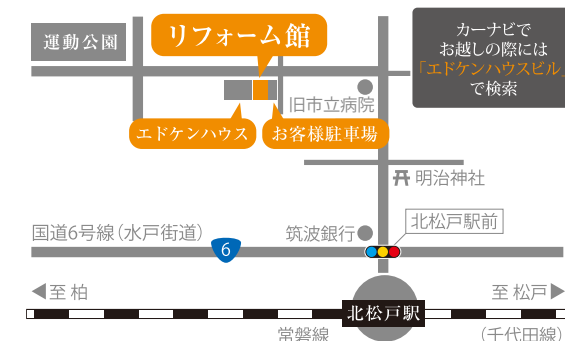 運動公園
リフォーム館
カーナビで
お越しの際には
「エドケンハウスビル」
で検索
旧市立病院
エドケンハウス
お客様駐車場
明治神社
北松戸駅前
国道6号線（水戸街道）
6
筑波銀行
◀至 柏
至 松戸▶
北松戸駅
常磐線
（千代田線）